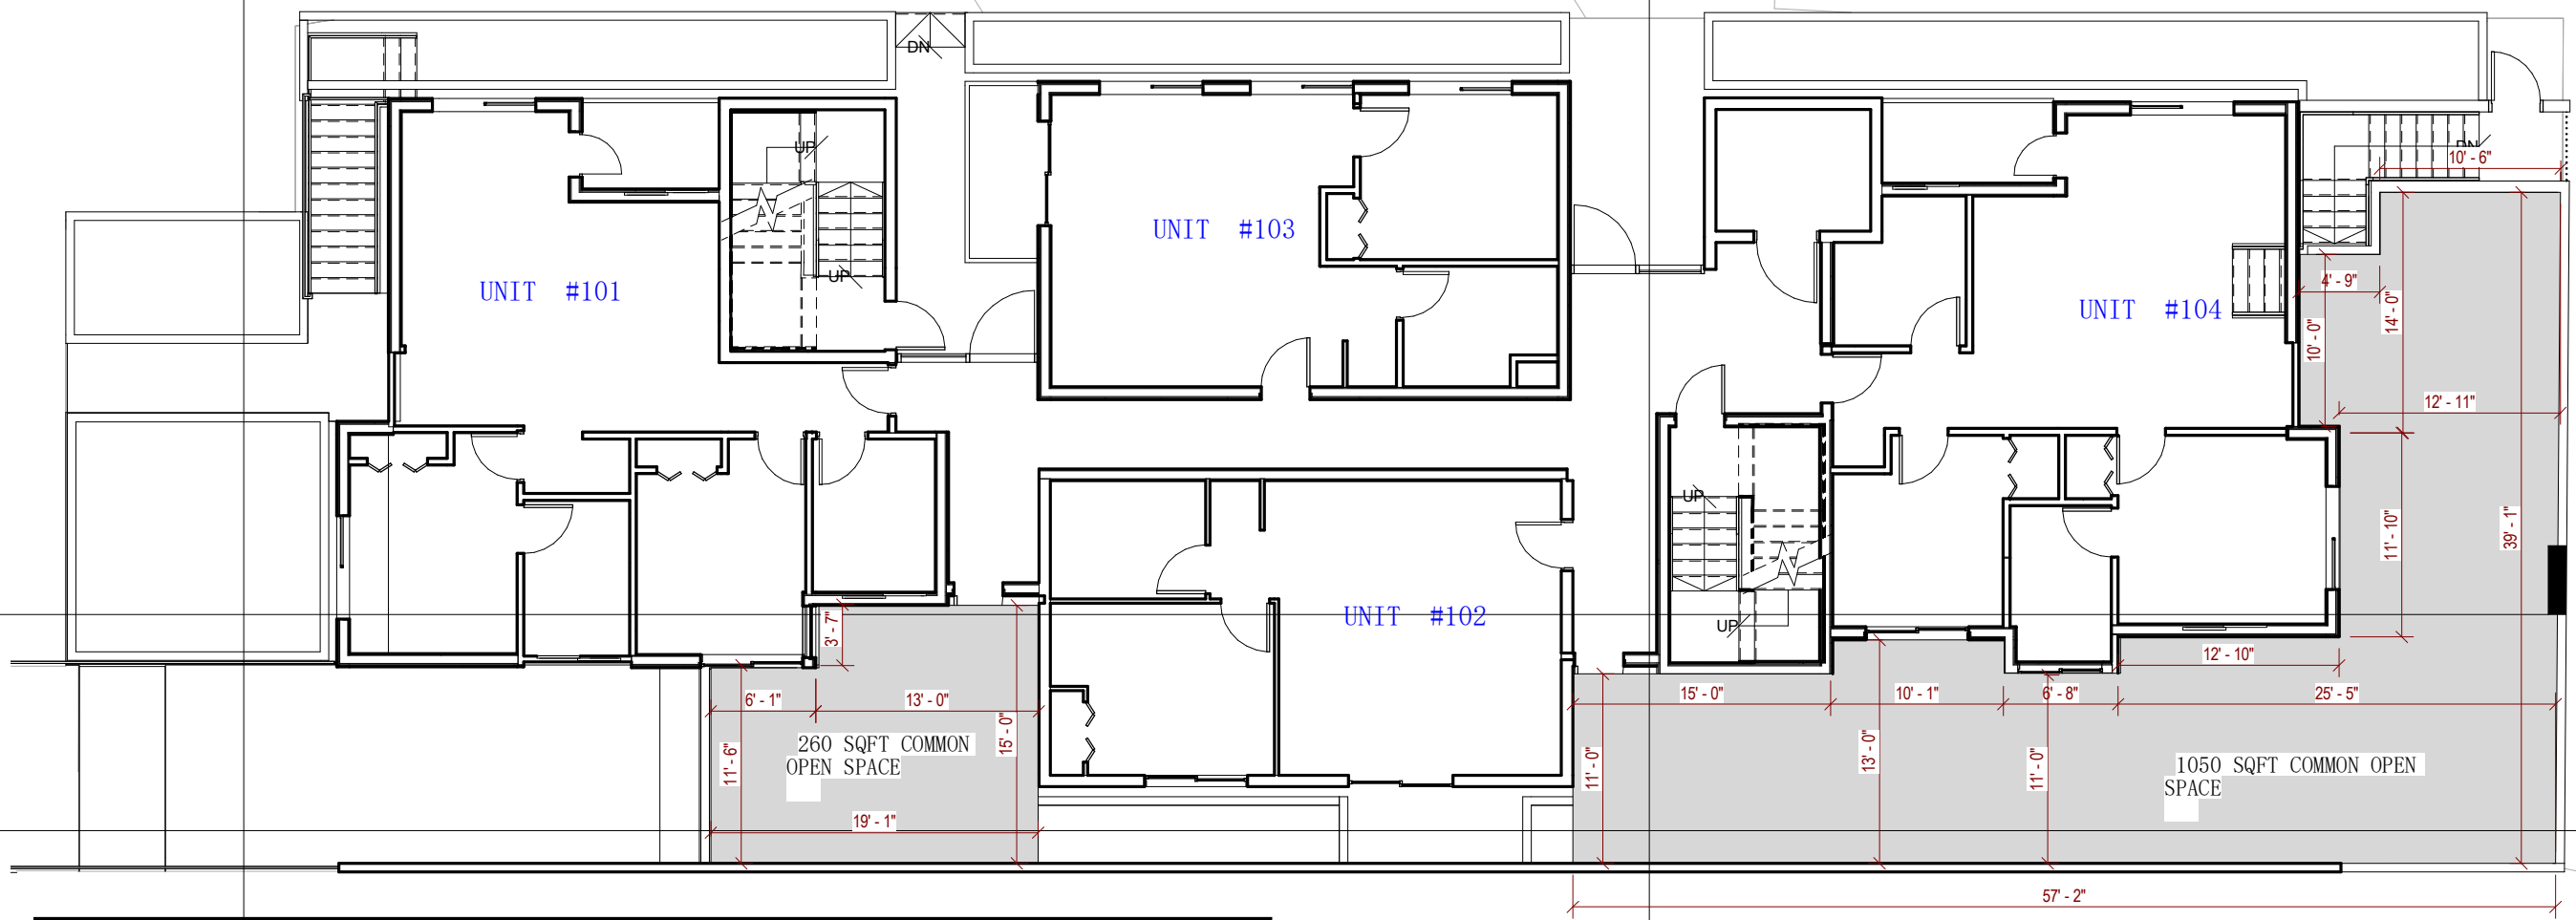 DN
UP
DN
10' - 6"
UNIT #103
UP
UNIT #101
4' - 9"
14' - 0"
UNIT #104
10' - 0"
12' - 11"
UP
11' - 10"
39' - 1"
UNIT #102
UP
3' - 7"
12' - 10"
6' - 1"
13' - 0"
15' - 0"
15' - 0"
10' - 1"
6' - 8"
25' - 5"
260 SQFT COMMON
OPEN SPACE
11' - 6"
11' - 0"
13' - 0"
11' - 0"
1050 SQFT COMMON OPEN
SPACE
19' - 1"
57' - 2"